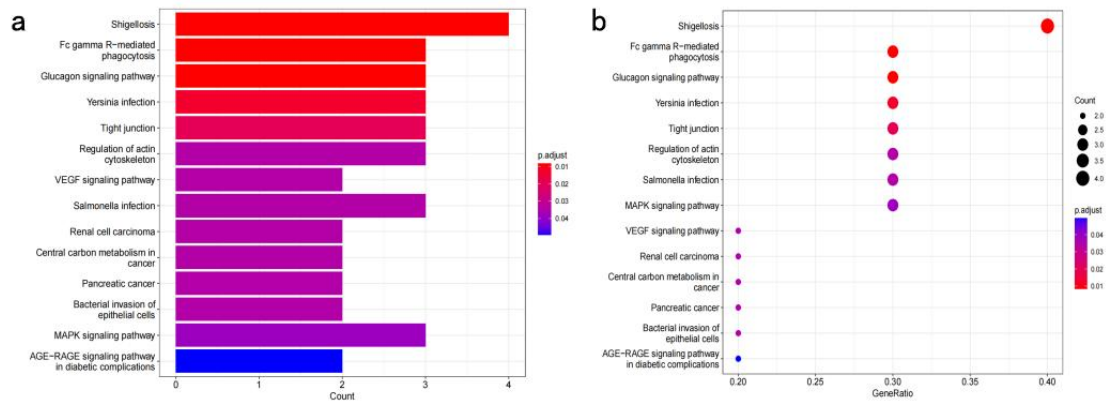 a
Shigellosis
Fc gamma R−mediated
phagocytosis
Glucagon signaling pathway
Yersinia infection
Tight junction
Regulation of actin
cytoskeleton
VEGF signaling pathway
Salmonella infection
Renal cell carcinoma
Central carbon metabolism in
cancer
Pancreatic cancer
Bacterial invasion of
epithelial cells
MAPK signaling pathway
AGE−RAGE signaling pathway
in diabetic complications
0 1 2 3 4
Count
p.adjust
0.01
0.02
0.03
0.04
b
Shigellosis
Fc gamma R−mediated
phagocytosis
Glucagon signaling pathway
Yersinia infection
Tight junction
Regulation of actin
cytoskeleton
Salmonella infection
MAPK signaling pathway
VEGF signaling pathway
Renal cell carcinoma
Central carbon metabolism in
cancer
Pancreatic cancer
Bacterial invasion of
epithelial cells
AGE−RAGE signaling pathway
in diabetic complications
0.20 0.25 0.30 0.35 0.40
GeneRatio
Count
2.0
2.5
3.0
3.5
4.0
p.adjust
0.04
0.03
0.02
0.01